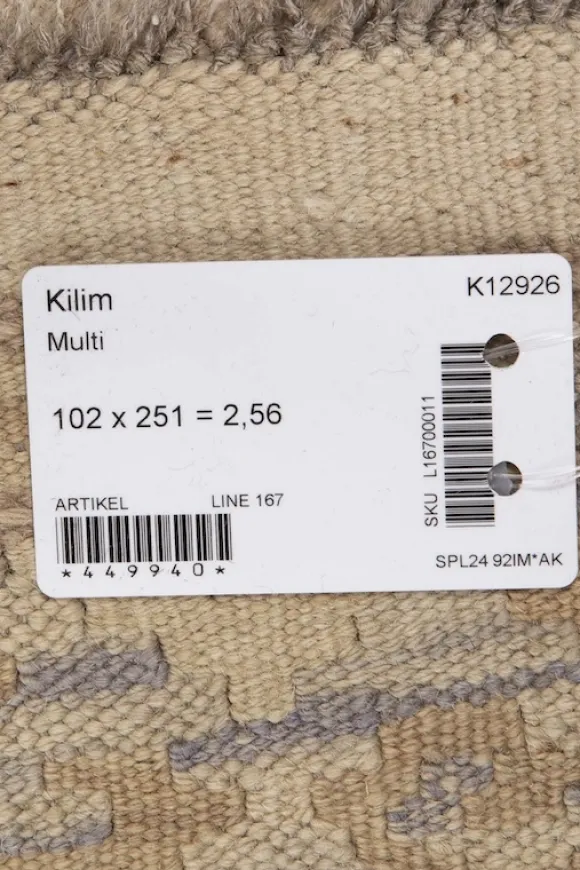 Kilim
K12926
Multi
102 x 251 = 2,56
SKU L16700011
ARTIKEL LINE 167
*449940*
SPL24 92IM*AK